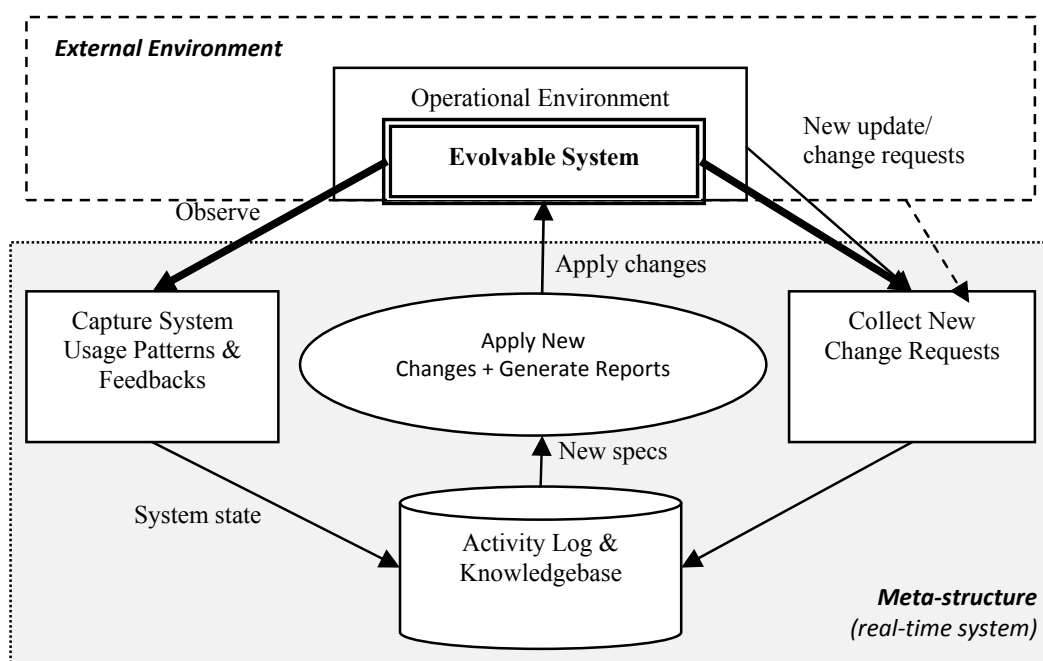 External Environment
Operational Environment
Evolvable System
New update/
change requests
Observe
Apply changes
Capture System
Usage Patterns &
Feedbacks
Apply New
Changes + Generate Reports
Collect New
Change Requests
New specs
System state
Activity Log &
Knowledgebase
Meta-structure
(real-time system)